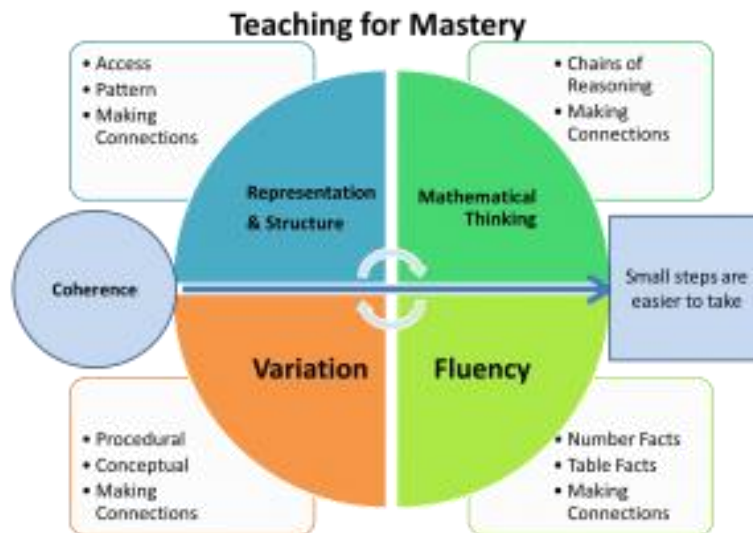 Teaching for Mastery
• Access
• Pattern
• Making
Connections
• Chains of
Reasoning
• Making
Connections
Representation
& Structure
Mathematical
Thinking
Coherence
Small steps are
easier to take
Variation
Fluency
• Procedural
• Conceptual
• Making
Connections
• Number Facts
• Table Facts
• Making
Connections